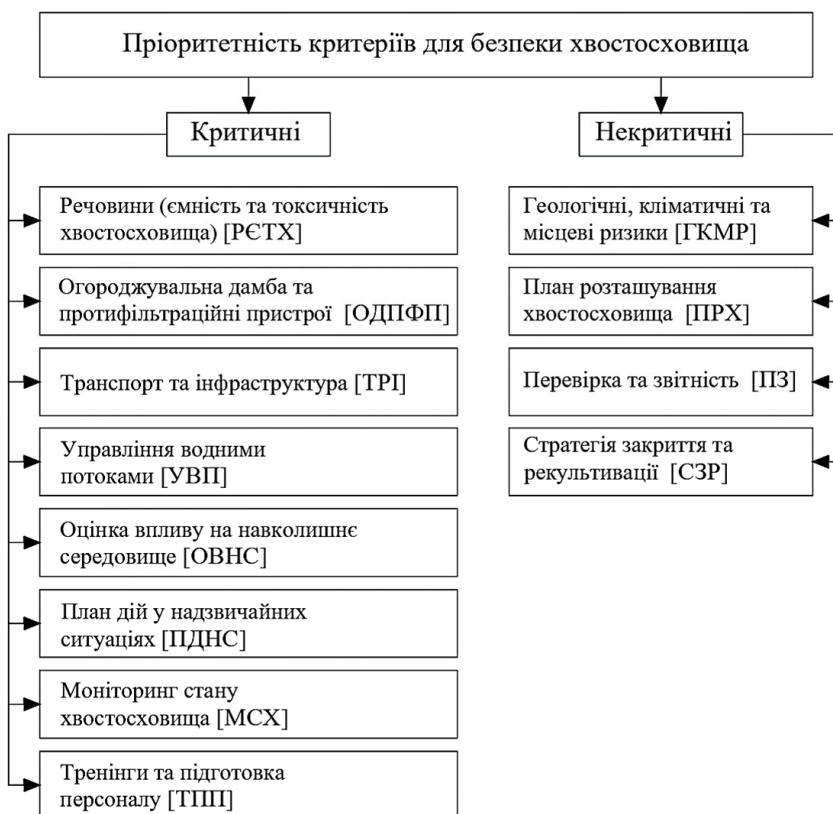 Пріоритетність критеріїв для безпеки хвостосховища
Критичні
Речовини (ємність та токсичність
хвостосховища) [РЄТХ]
Огороджувальна дамба та
протифільтраційні пристрої [ОДПФП]
Транспорт та інфраструктура [ТРІ]
Управління водними
потоками [УВП]
Оцінка впливу на навколишнє
середовище [ОВНС]
План дій у надзвичайних
ситуаціях [ПДНС]
Моніторинг стану
хвостосховища [МСХ]
Тренінги та підготовка
персоналу [ТПП]
Некритичні
Геологічні, кліматичні та
місцеві ризики [ГКМР]
План розташування
хвостосховища [ПРХ]
Перевірка та звітність [ПЗ]
Стратегія закриття та
рекультивації [СЗР]